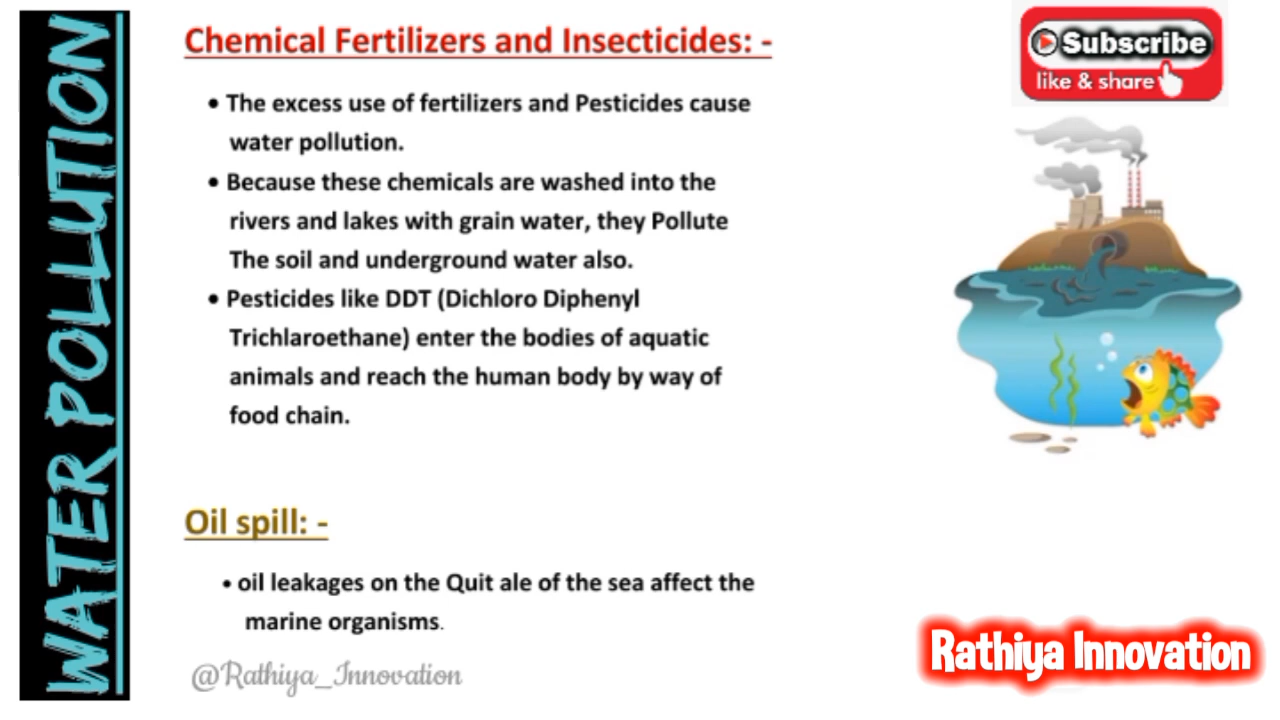 WATER POLLUTION
Chemical Fertilizers and Insecticides: -
• The excess use of fertilizers and Pesticides cause
water pollution.
• Because these chemicals are washed into the
rivers and lakes with grain water, they Pollute
The soil and underground water also.
• Pesticides like DDT (Dichloro Diphenyl
Trichlaroethane) enter the bodies of aquatic
animals and reach the human body by way of
food chain.
Oil spill: -
• oil leakages on the Quit ale of the sea affect the
marine organisms.
@Rathiya_Innovation
Subscribe
like & share
Rathiya Innovation